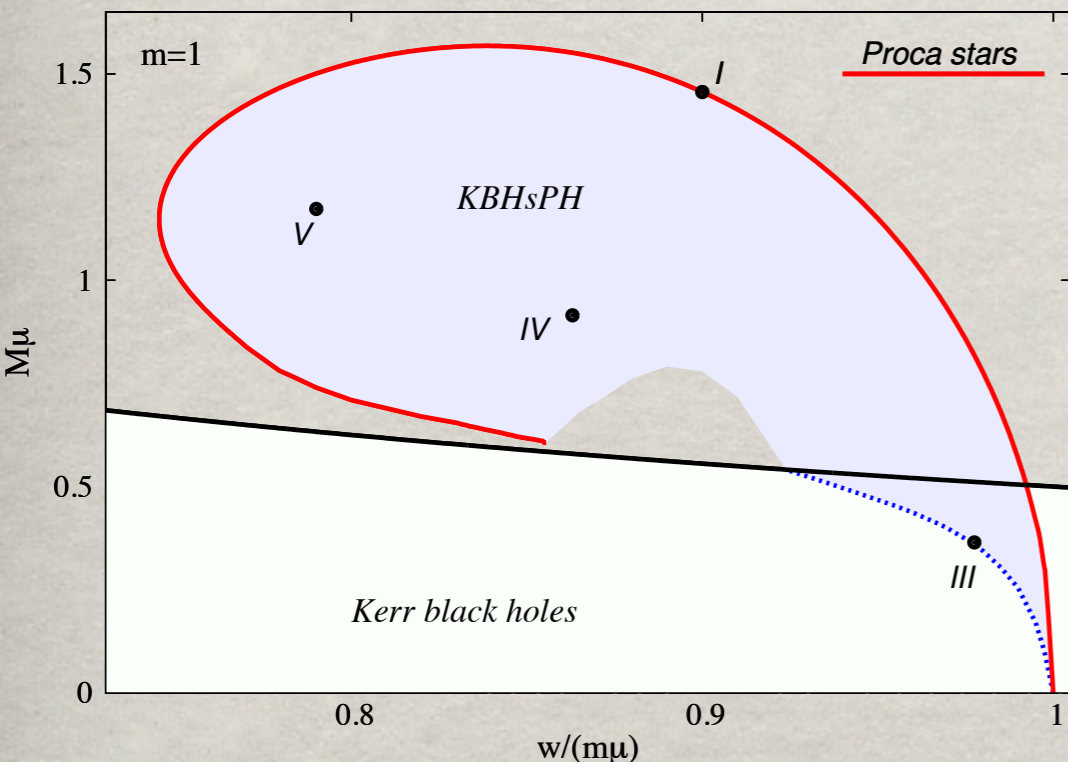 m=1
Proca stars
1.5
I
KBHsPH
V
1
IV
Mμ
0.5
III
Kerr black holes
0
0.8
0.9
1
w/(mμ)